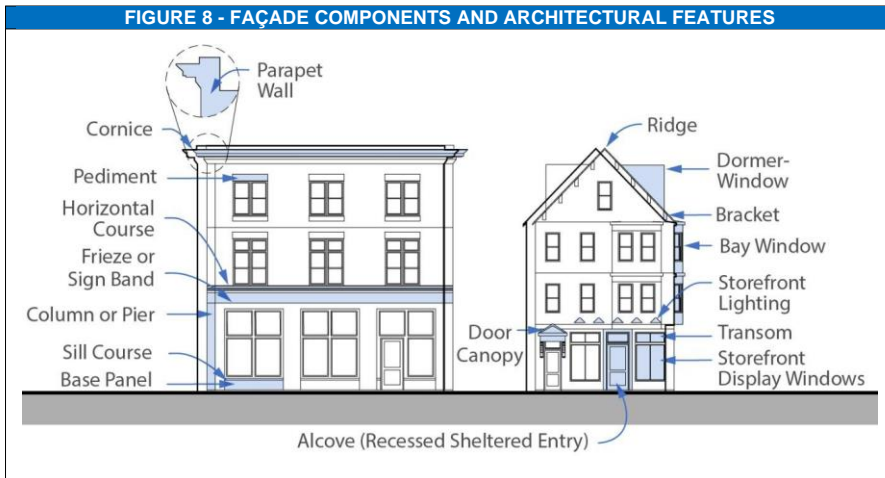 FIGURE 8 - FAÇADE COMPONENTS AND ARCHITECTURAL FEATURES
Parapet
Wall
Cornice
Pediment
Horizontal
Course
Frieze or
Sign Band
Column or Pier
Sill Course
Base Panel
Ridge
Dormer-
Window
Bracket
Bay Window
Storefront
Lighting
Door
Canopy
Transom
Storefront
Display Windows
Alcove (Recessed Sheltered Entry)